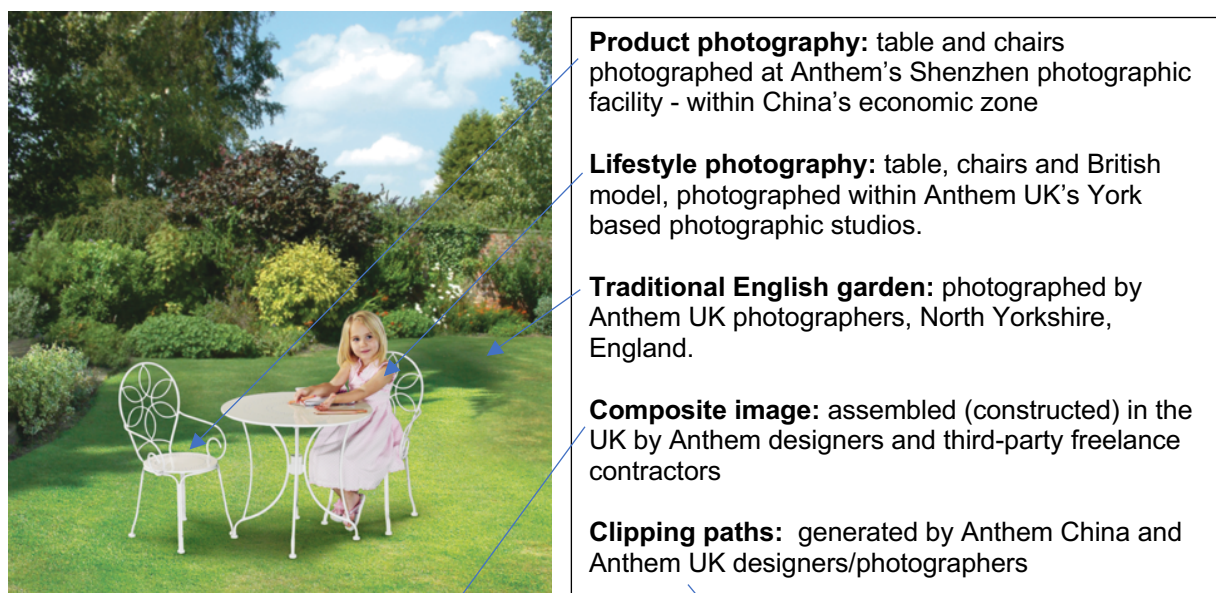 Product photography: table and chairs
photographed at Anthem’s Shenzhen photographic
facility - within China’s economic zone
Lifestyle photography: table, chairs and British
model, photographed within Anthem UK’s York
based photographic studios.
Traditional English garden: photographed by
Anthem UK photographers, North Yorkshire,
England.
Composite image: assembled (constructed) in the
UK by Anthem designers and third-party freelance
contractors
Clipping paths:  generated by Anthem China and
Anthem UK designers/photographers